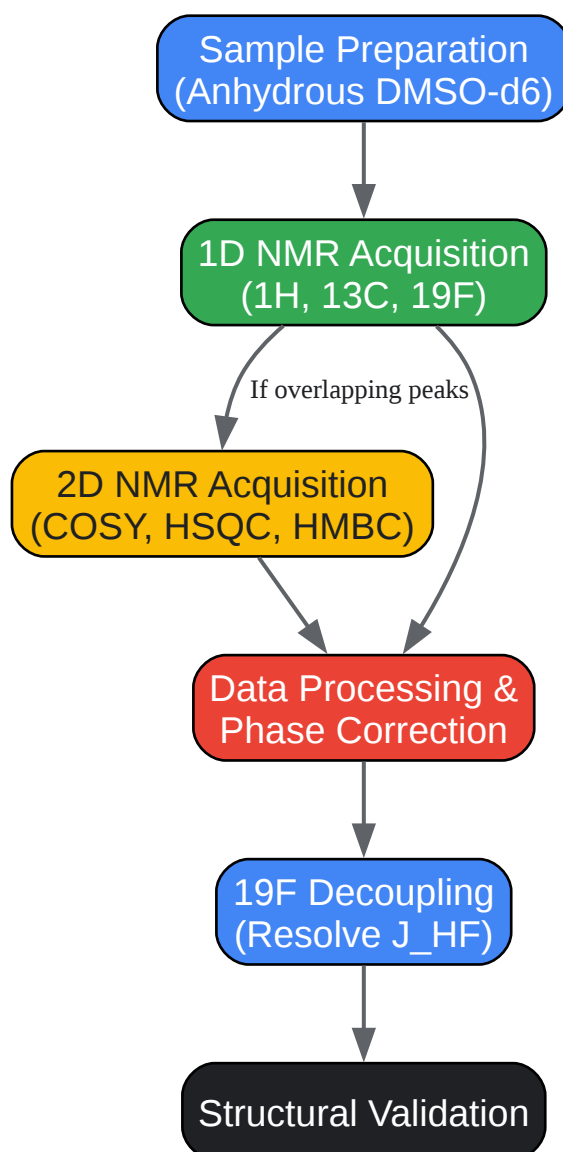 Sample Preparation
(Anhydrous DMSO-d6)
1D NMR Acquisition
(1H, 13C, 19F)
If overlapping peaks
2D NMR Acquisition
(COSY, HSQC, HMBC)
Data Processing &
Phase Correction
19F Decoupling
(Resolve J_HF)
Structural Validation